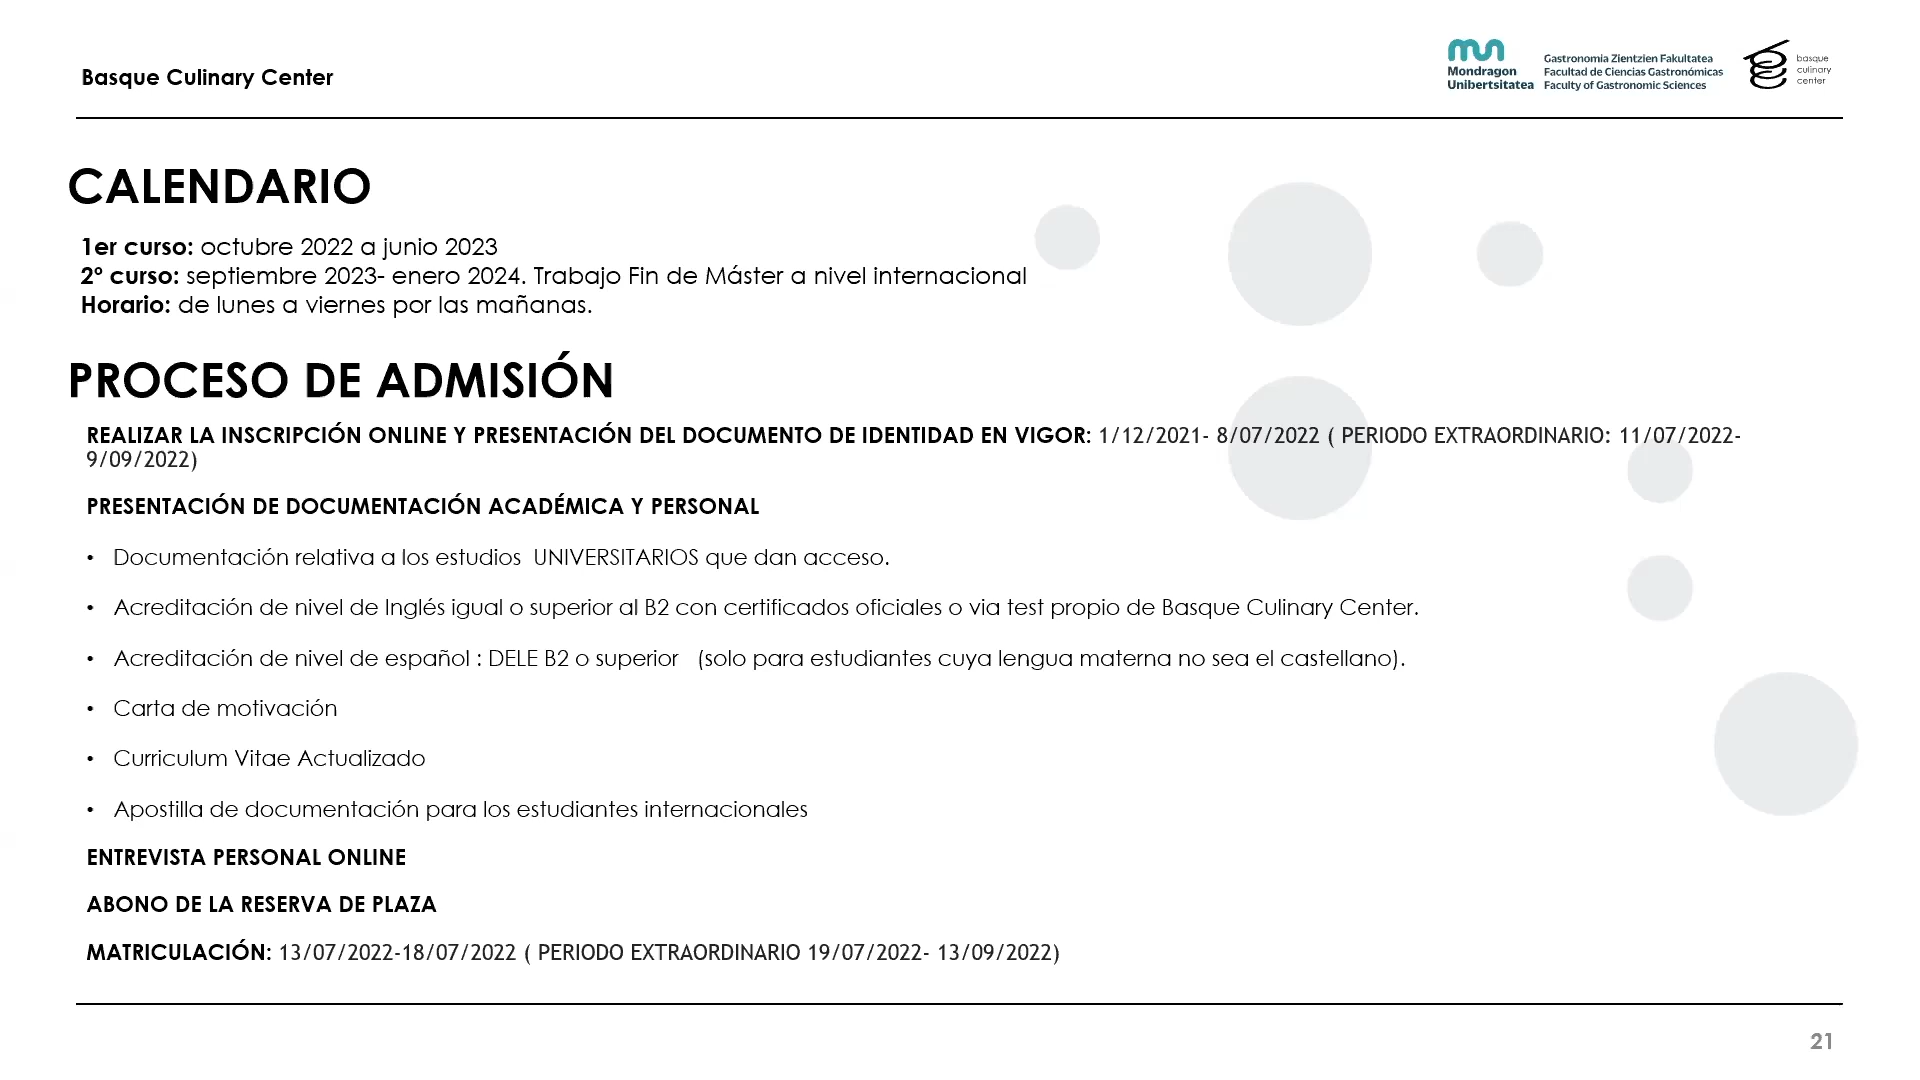 Basque Culinary Center
Mondragon
Unibertsitatea
Gastronomia Zientzien Fakultatea
Facultad de Ciencias Gastronómicas
Faculty of Gastronomic Sciences
basque
culinary
center
CALENDARIO
1er curso: octubre 2022 a junio 2023
2º curso: septiembre 2023- enero 2024. Trabajo Fin de Máster a nivel internacional
Horario: de lunes a viernes por las mañanas.
PROCESO DE ADMISIÓN
REALIZAR LA INSCRIPCIÓN ONLINE Y PRESENTACIÓN DEL DOCUMENTO DE IDENTIDAD EN VIGOR: 1/12/2021- 8/07/2022 ( PERIODO EXTRAORDINARIO: 11/07/2022-
9/09/2022)
PRESENTACIÓN DE DOCUMENTACIÓN ACADÉMICA Y PERSONAL
• Documentación relativa a los estudios UNIVERSITARIOS que dan acceso.
• Acreditación de nivel de Inglés igual o superior al B2 con certificados oficiales o via test propio de Basque Culinary Center.
• Acreditación de nivel de español : DELE B2 o superior (solo para estudiantes cuya lengua materna no sea el castellano).
• Carta de motivación
• Curriculum Vitae Actualizado
• Apostilla de documentación para los estudiantes internacionales
ENTREVISTA PERSONAL ONLINE
ABONO DE LA RESERVA DE PLAZA
MATRICULACIÓN: 13/07/2022-18/07/2022 ( PERIODO EXTRAORDINARIO 19/07/2022- 13/09/2022)
21